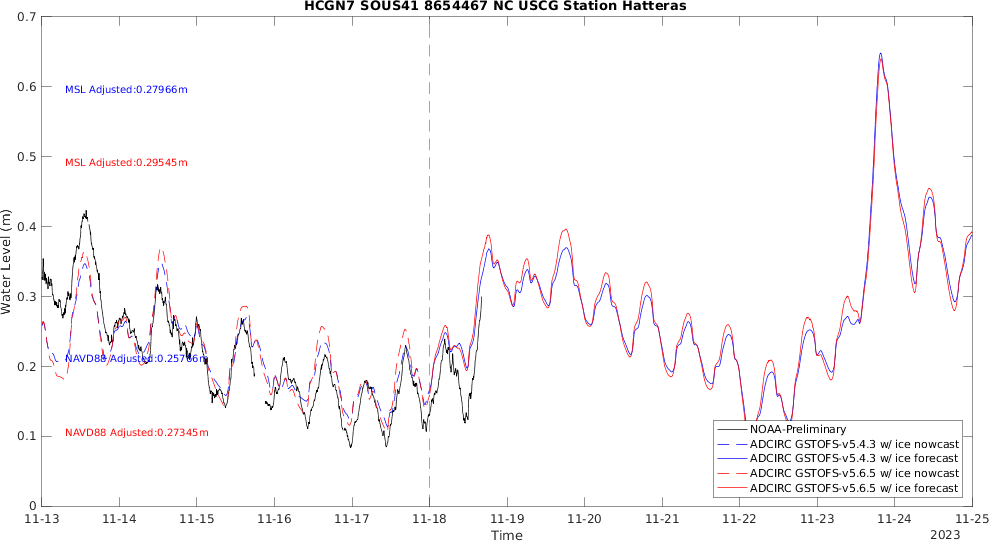 HCGN7 SOUS41 8654467 NC USCG Station Hatteras
Water Level (m)
0.7
0.6
0.5
0.4
0.3
0.2
0.1
0
MSL Adjusted:0.27966m
MSL Adjusted:0.29545m
NAVD88 Adjusted:0.25766m
NAVD88 Adjusted:0.27345m
NOAA-Preliminary
ADCIRC GSTOFS-v5.4.3 w/ ice nowcast
ADCIRC GSTOFS-v5.4.3 w/ ice forecast
ADCIRC GSTOFS-v5.6.5 w/ ice nowcast
ADCIRC GSTOFS-v5.6.5 w/ ice forecast
11-13 11-14 11-15 11-16 11-17 11-18 11-19 11-20 11-21 11-22 11-23 11-24 11-25
Time
2023